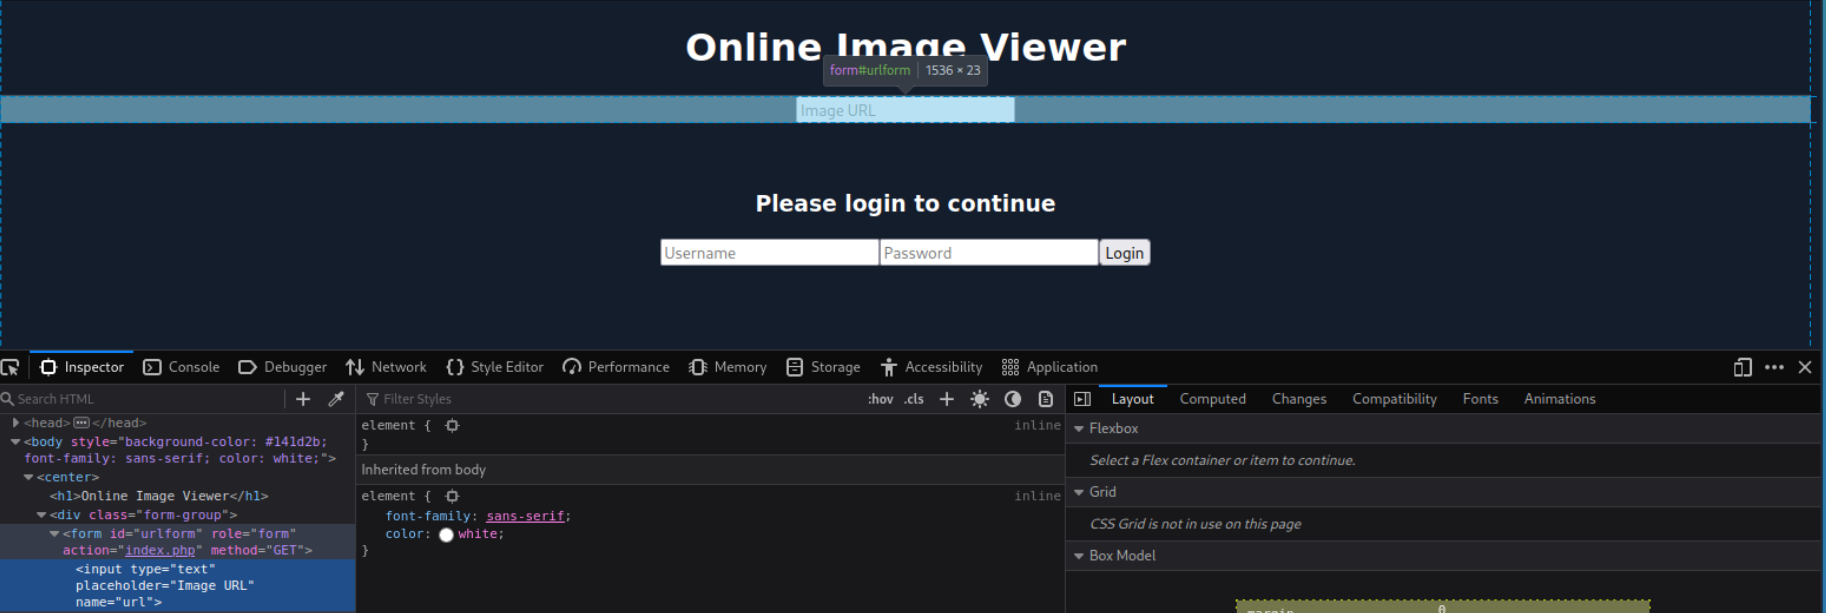 Online Image Viewer
form#urlform 1536 × 23
Image URL
Please login to continue
Username Password Login
Inspector Console Debugger Network Style Editor Performance Memory Storage Accessibility Application
Search HTML
<head> </head>
<body style="background-color: #141d2b;
font-family: sans-serif; color: white;">
<center>
<h1>Online Image Viewer</h1>
<div class="form-group">
<form id="urlform" role="form"
action="index.php" method="GET">
<input type="text"
placeholder="Image URL"
name="url">
Filter Styles :hov .cls
element { inline
}
Inherited from body
element { inline
font-family: sans-serif;
color: white;
}
Layout Computed Changes Compatibility Fonts Animations
Flexbox
Select a Flex container or item to continue.
Grid
CSS Grid is not in use on this page
Box Model
margin 0